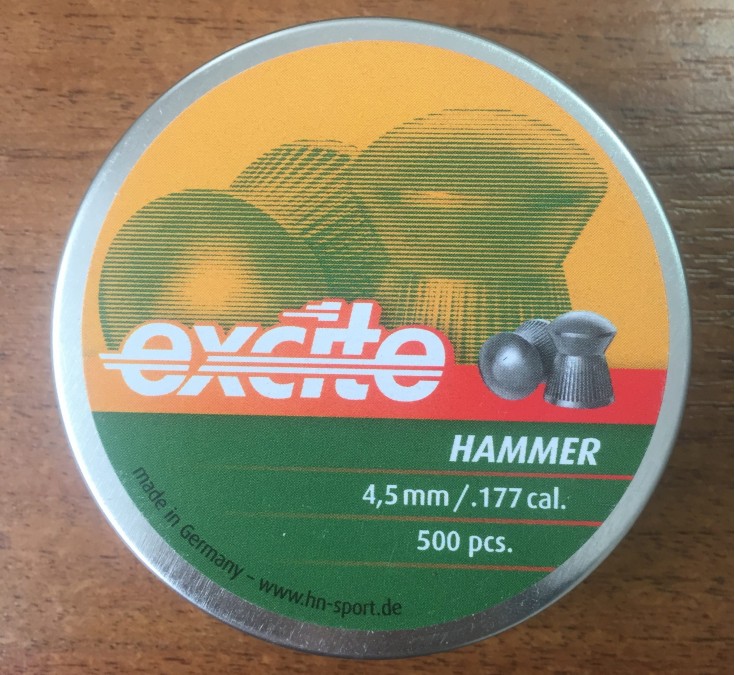 excite
HAMMER
4,5 mm / .177 cal.
500 pcs.
made in Germany – www.hn-sport.de